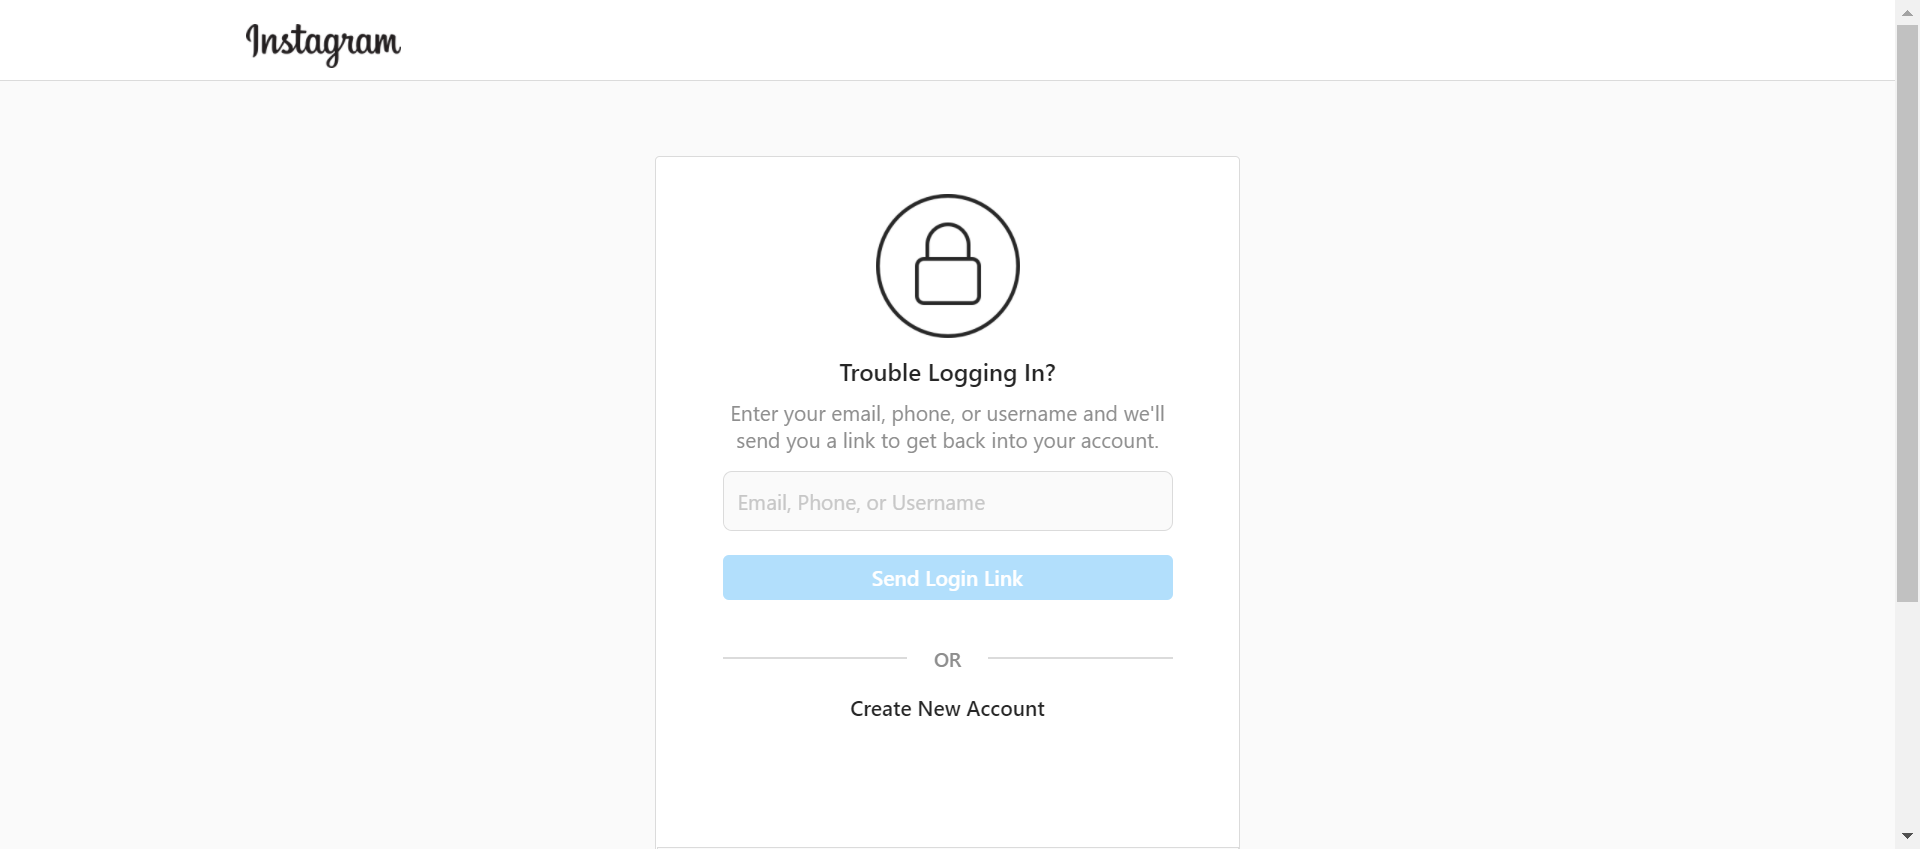 Instagram
Trouble Logging In?
Enter your email, phone, or username and we'll
send you a link to get back into your account.
Email, Phone, or Username
Send Login Link
OR
Create New Account